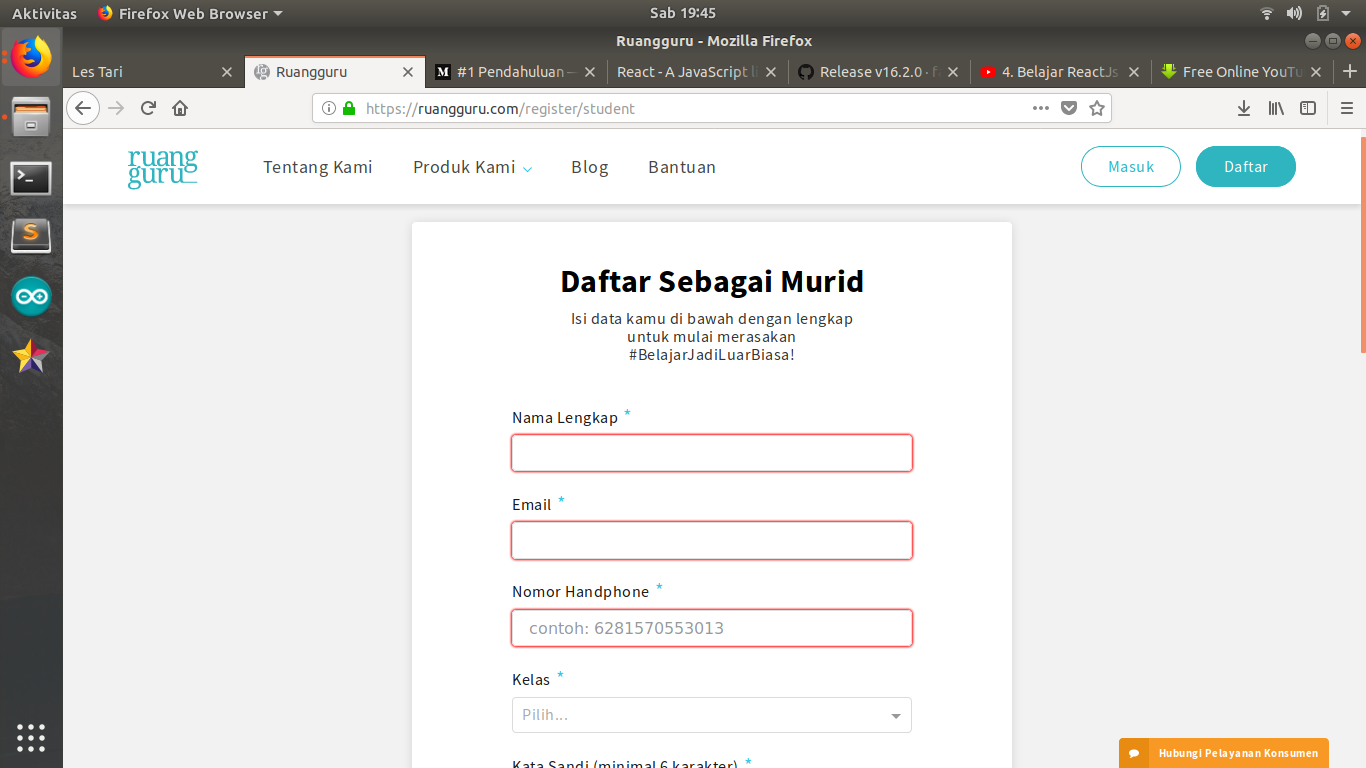 Aktivitas
Firefox Web Browser
Sab 19:45
Ruangguru - Mozilla Firefox
Les Tari
Ruangguru
#1 Pendahuluan —
React - A JavaScript l
Release v16.2.0 · f
4. Belajar ReactJs
Free Online YouTu
https://ruangguru.com/register/student
ruang
guru
Tentang Kami
Produk Kami
Blog
Bantuan
Masuk
Daftar
Daftar Sebagai Murid
Isi data kamu di bawah dengan lengkap
untuk mulai merasakan
#BelajarJadiLuarBiasa!
Nama Lengkap *
Email *
Nomor Handphone *
contoh: 6281570553013
Kelas *
Pilih...
Kata Sandi (minimal 6 karakter) *
Hubungi Pelayanan Konsumen